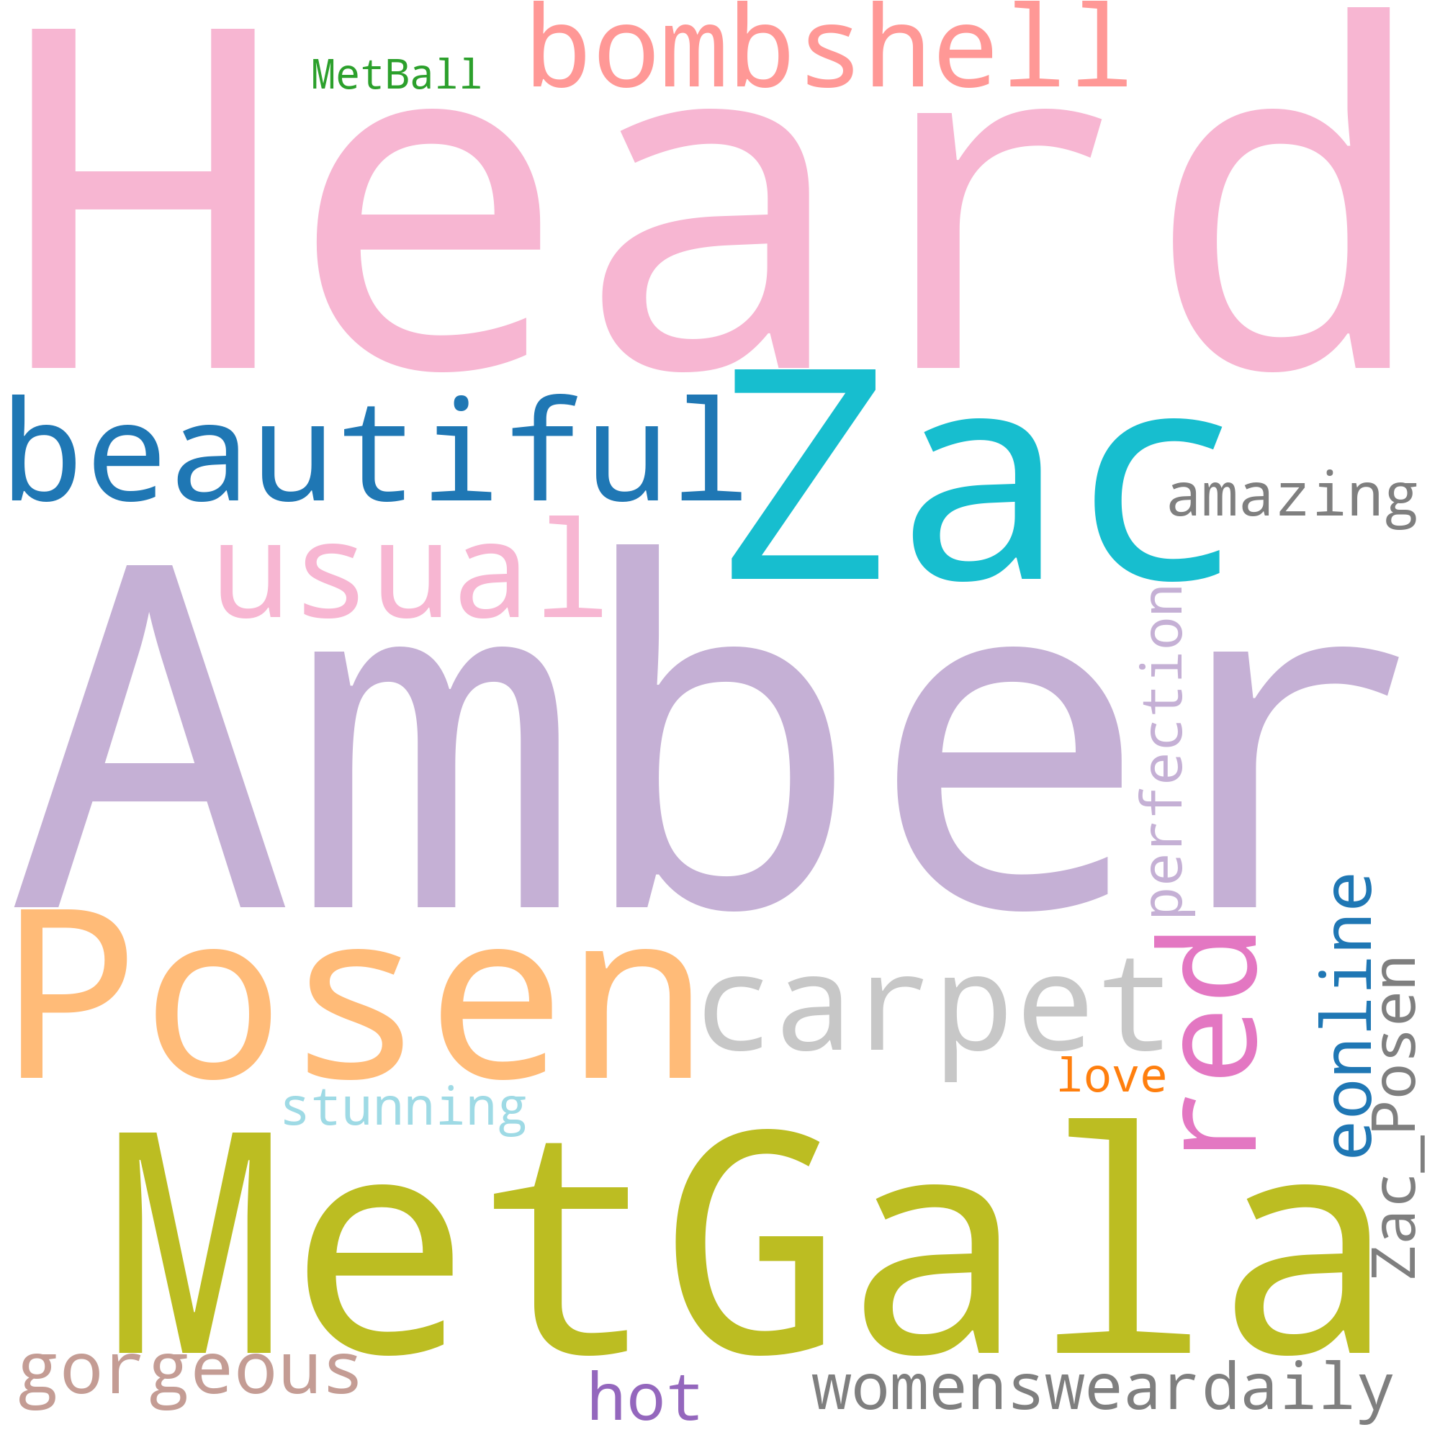 bombshell
MetBall
Heard
beautiful
Zac
amazing
usual
Amber
perfection
Posen
carpet
red
eonline
Zac_Posen
love
stunning
MetGala
gorgeous
hot
womensweardaily